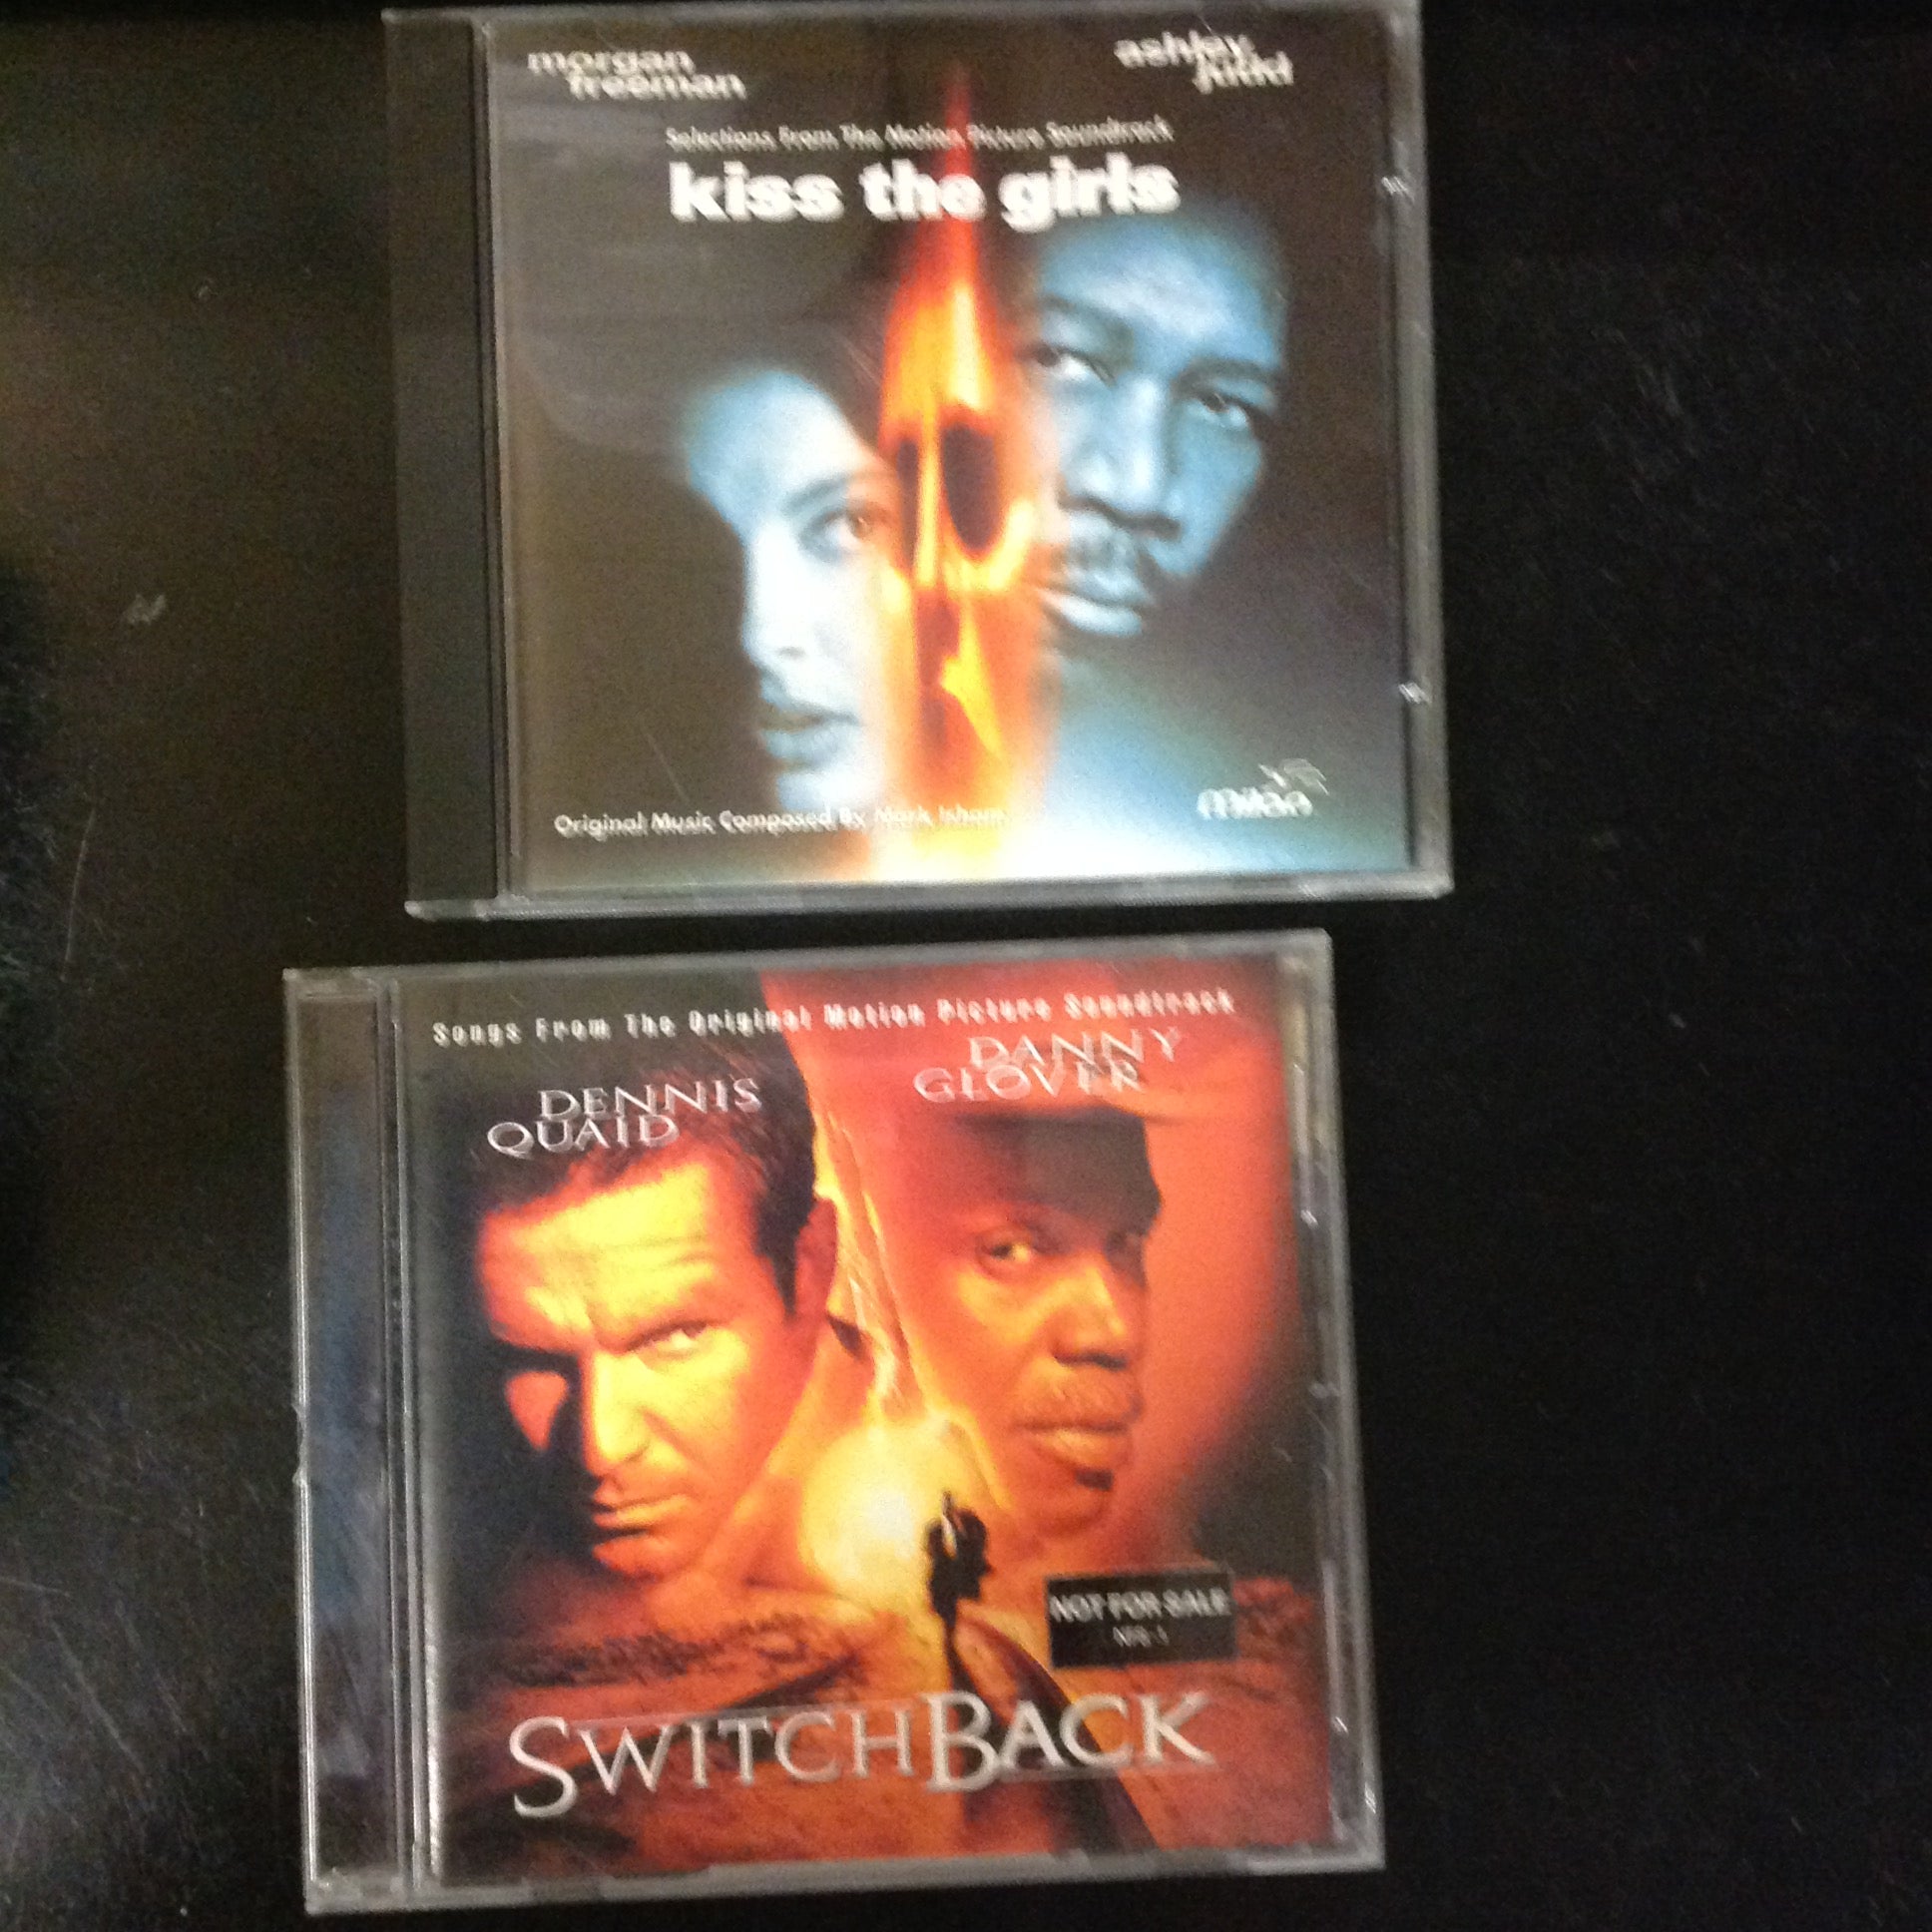 morgan
freeman
ashley
judd
Selections From The Motion Picture Soundtrack
kiss the girls
Original Music Composed By Mark Isham
milan
Songs From The Original Motion Picture Soundtrack
DENNIS
QUAID
DANNY
GLOVER
NOT FOR SALE
SWITCHBACK